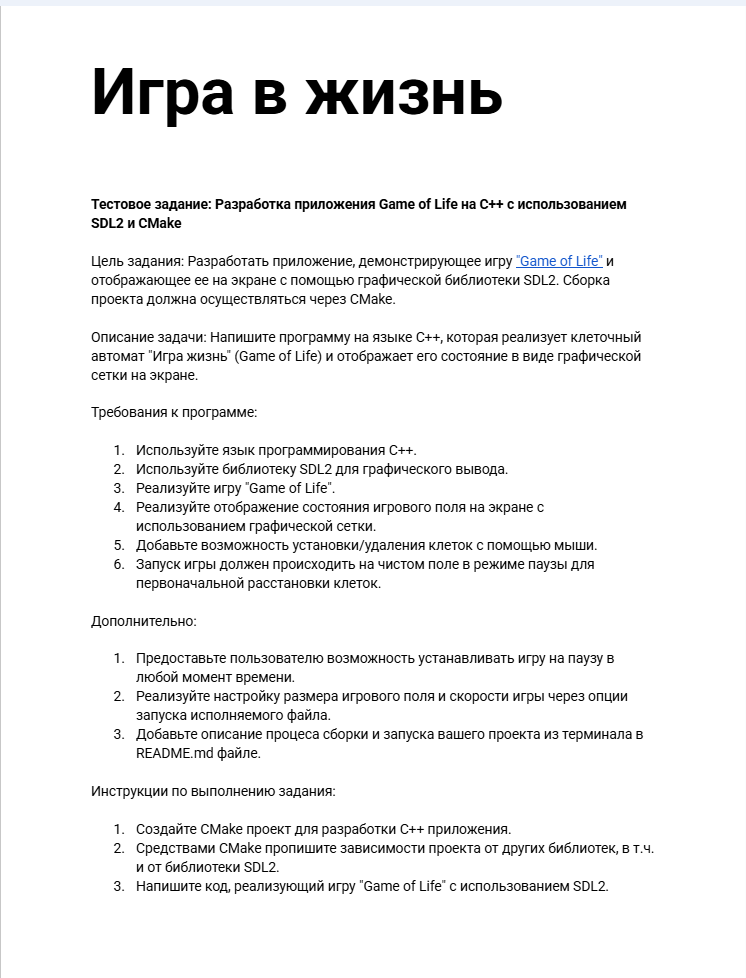 Игра в жизнь
Тестовое задание: Разработка приложения Game of Life на C++ с использованием
SDL2 и CMake
Цель задания: Разработать приложение, демонстрирующее игру "Game of Life" и
отображающее ее на экране с помощью графической библиотеки SDL2. Сборка
проекта должна осуществляться через CMake.
Описание задачи: Напишите программу на языке C++, которая реализует клеточный
автомат "Игра жизнь" (Game of Life) и отображает его состояние в виде графической
сетки на экране.
Требования к программе:
1. Используйте язык программирования C++.
2. Используйте библиотеку SDL2 для графического вывода.
3. Реализуйте игру "Game of Life".
4. Реализуйте отображение состояния игрового поля на экране с
использованием графической сетки.
5. Добавьте возможность установки/удаления клеток с помощью мыши.
6. Запуск игры должен происходить на чистом поле в режиме паузы для
первоначальной расстановки клеток.
Дополнительно:
1. Предоставьте пользователю возможность устанавливать игру на паузу в
любой момент времени.
2. Реализуйте настройку размера игрового поля и скорости игры через опции
запуска исполняемого файла.
3. Добавьте описание процеса сборки и запуска вашего проекта из терминала в
README.md файле.
Инструкции по выполнению задания:
1. Создайте CMake проект для разработки C++ приложения.
2. Средствами CMake пропишите зависимости проекта от других библиотек, в т.ч.
и от библиотеки SDL2.
3. Напишите код, реализующий игру "Game of Life" с использованием SDL2.